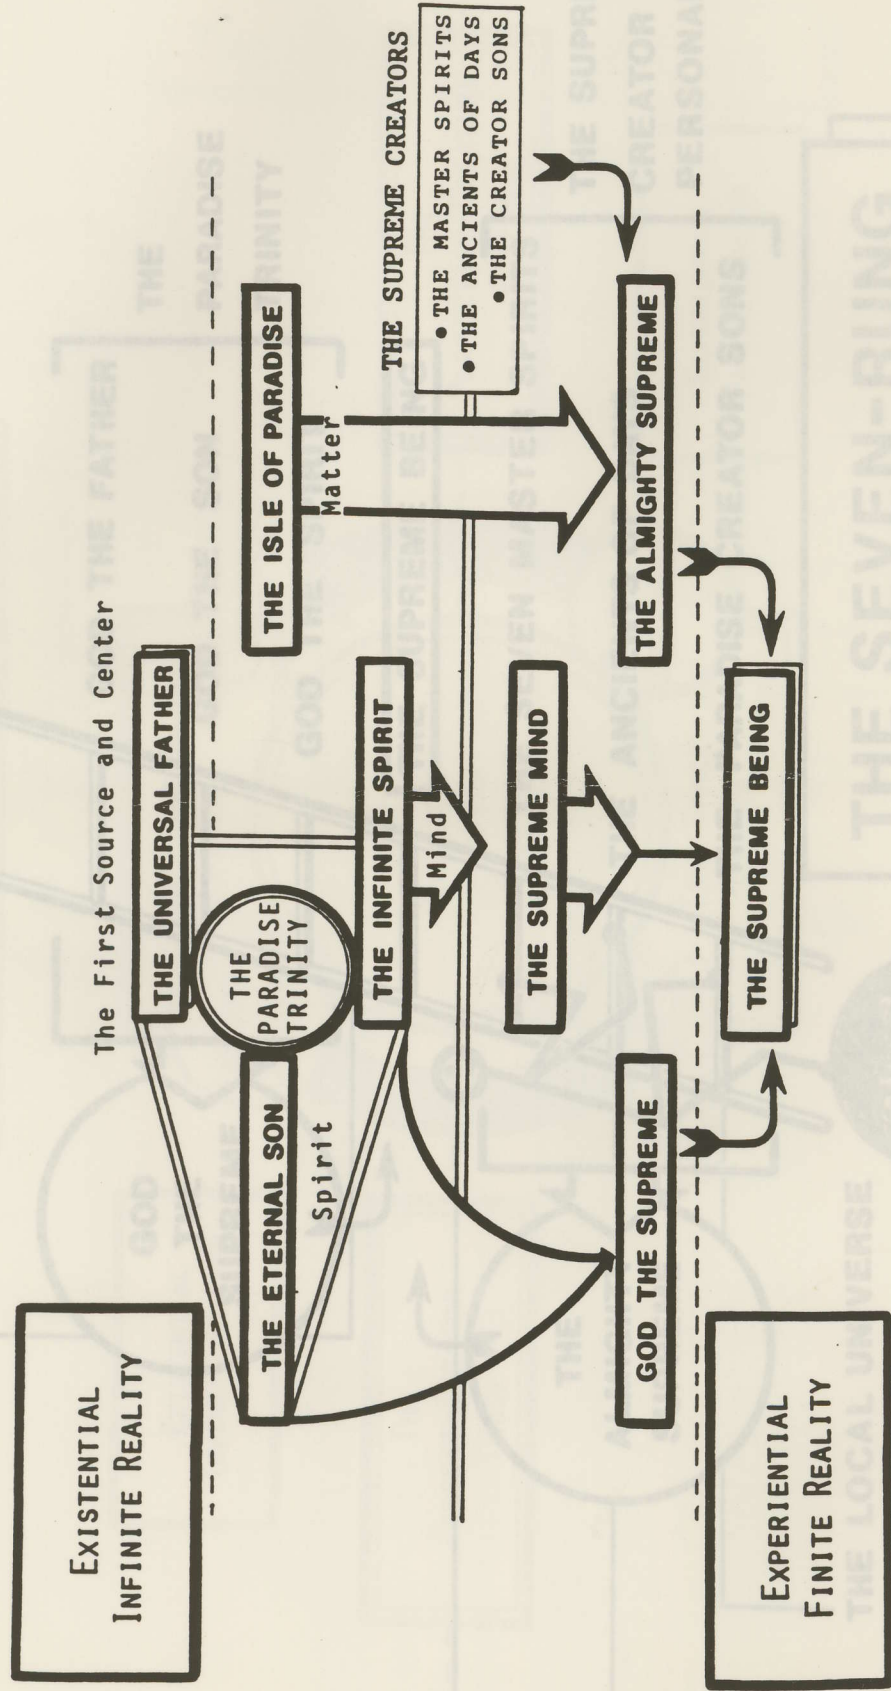 EXISTENTIAL
INFINITE REALITY
The First Source and Center
THE UNIVERSAL FATHER
THE
PARADISE
TRINITY
THE ETERNAL SON
THE ISLE OF PARADISE
Spirit
Matter
THE INFINITE SPIRIT
Mind
THE SUPREME CREATORS
• THE MASTER SPIRITS
• THE ANCIENTS OF DAYS
• THE CREATOR SONS
THE SUPREME MIND
GOD THE SUPREME
THE ALMIGHTY SUPREME
THE SUPREME BEING
EXPERIENTIAL
FINITE REALITY